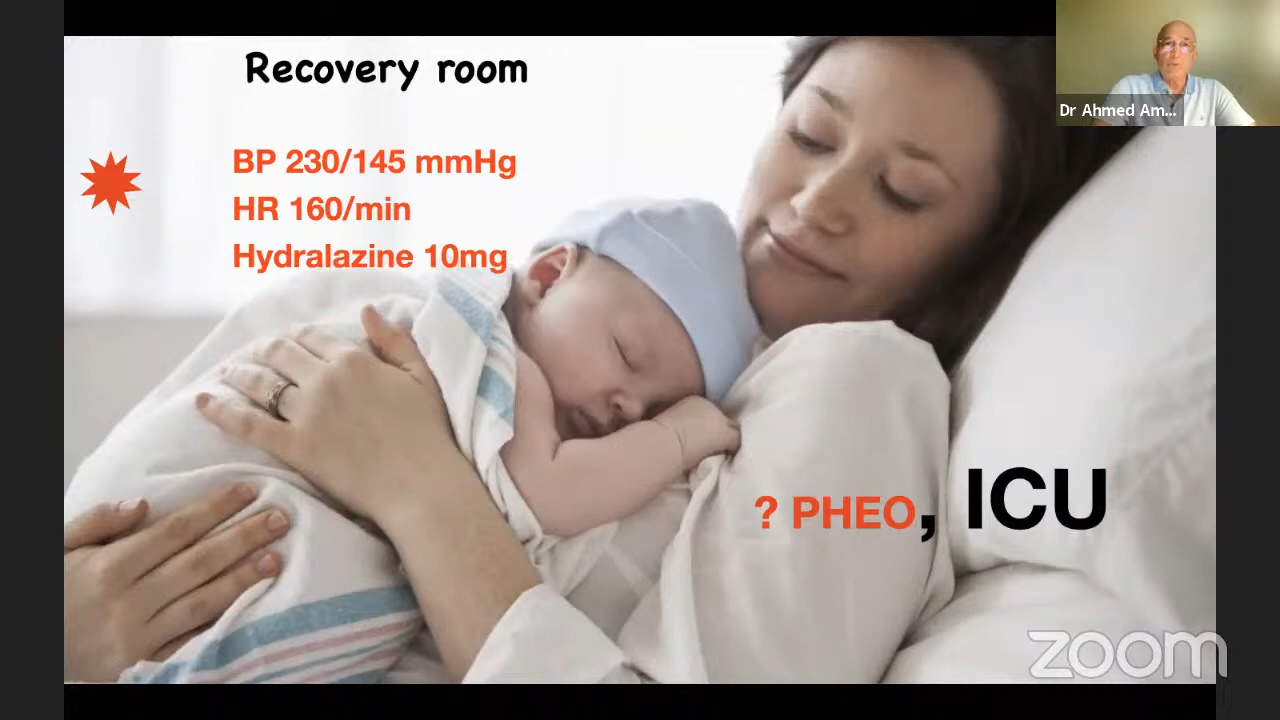 Recovery room
Dr Ahmed Am...
BP 230/145 mmHg
HR 160/min
Hydralazine 10mg
? PHEO, ICU
zoom